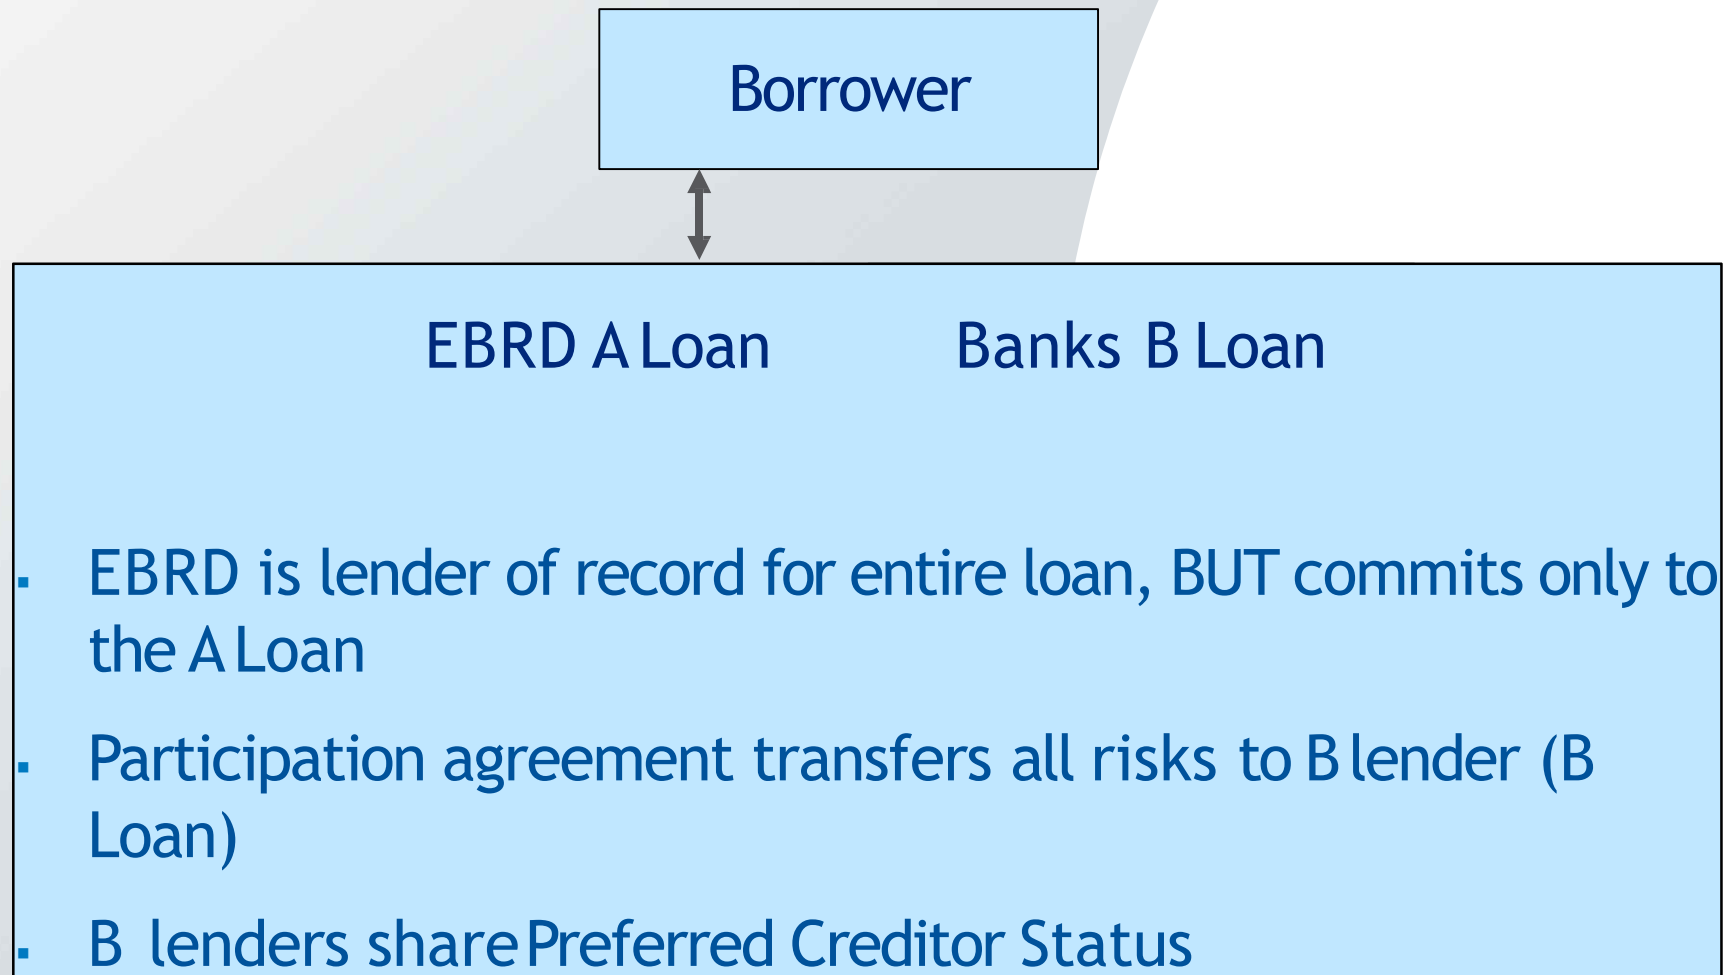 Borrower
EBRD A Loan Banks B Loan
▪ EBRD is lender of record for entire loan, BUT commits only to
the A Loan
▪ Participation agreement transfers all risks to B lender (B
Loan)
▪ B lenders share Preferred Creditor Status